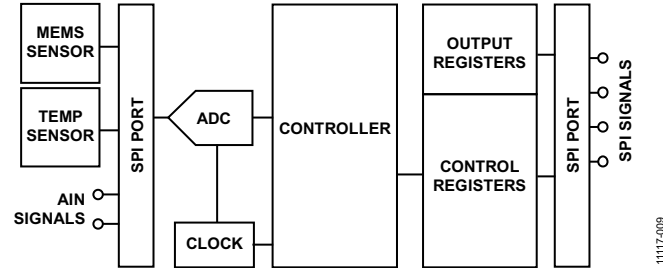 MEMS
SENSOR
TEMP
SENSOR
AIN
SIGNALS
SPI PORT
ADC
CLOCK
CONTROLLER
OUTPUT
REGISTERS
CONTROL
REGISTERS
SPI PORT
SPI SIGNALS
11117-009